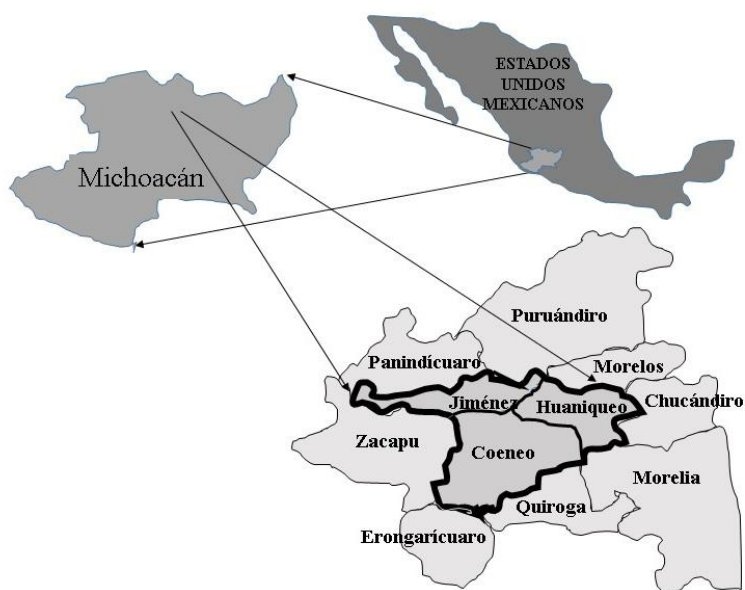 ESTADOS
UNIDOS
MEXICANOS
Michoacán
Puruándiro
Panindícuaro
Morelos
Jiménez
Huaniqueo
Chucándiro
Zacapu
Coeneo
Morelia
Quiroga
Erongarícuaro